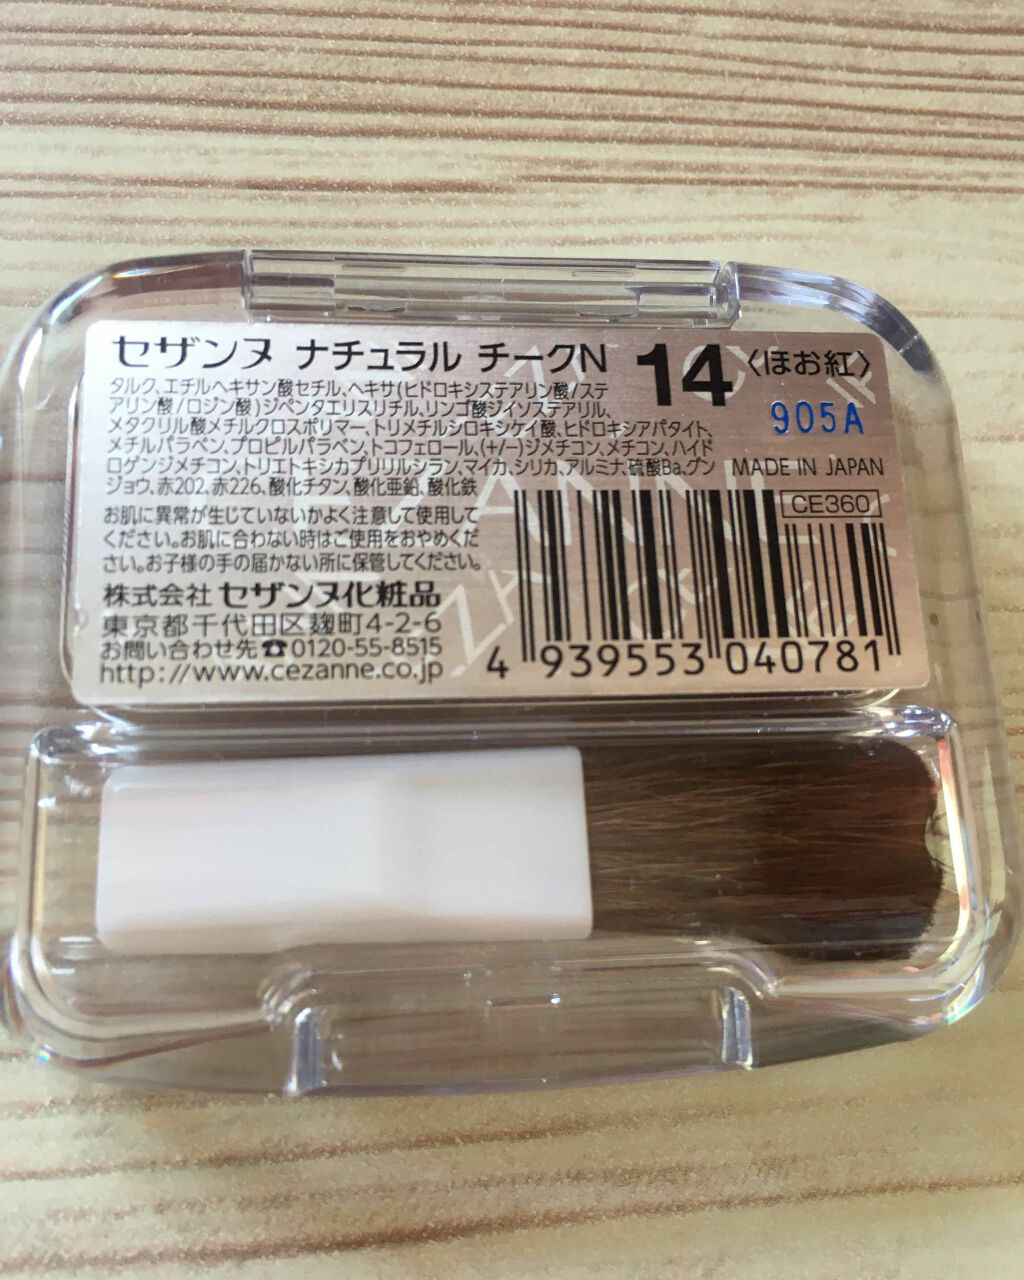 セザンヌ ナチュラル チークN 14 〈ほお紅〉
905A
タルク、エチルヘキサン酸セチル、ヘキサ(ヒドロキシステアリン酸/ステ
アリン酸/ロジン酸)ジペンタエリスリチル、リンゴ酸ジイソステアリル、
メタクリル酸メチルクロスポリマー、トリメチルシロキシケイ酸、ヒドロキシアパタイト、
メチルパラベン、プロピルパラベン、トコフェロール、(+/−)ジメチコン、メチコン、ハイド
ロゲンジメチコン、トリエトキシカプリリルシラン、マイカ、シリカ、アルミナ、硫酸Ba、グン
ジョウ、赤202、赤226、酸化チタン、酸化亜鉛、酸化鉄
MADE IN JAPAN
CE360
お肌に異常が生じていないかよく注意して使用して
ください。お肌に合わない時はご使用をおやめくだ
さい。お子様の手の届かない所に保管してください。
株式会社 セザンヌ化粧品
東京都千代田区麹町4-2-6
お問い合わせ先☎0120-55-8515
http://www.cezanne.co.jp
4 939553 040781